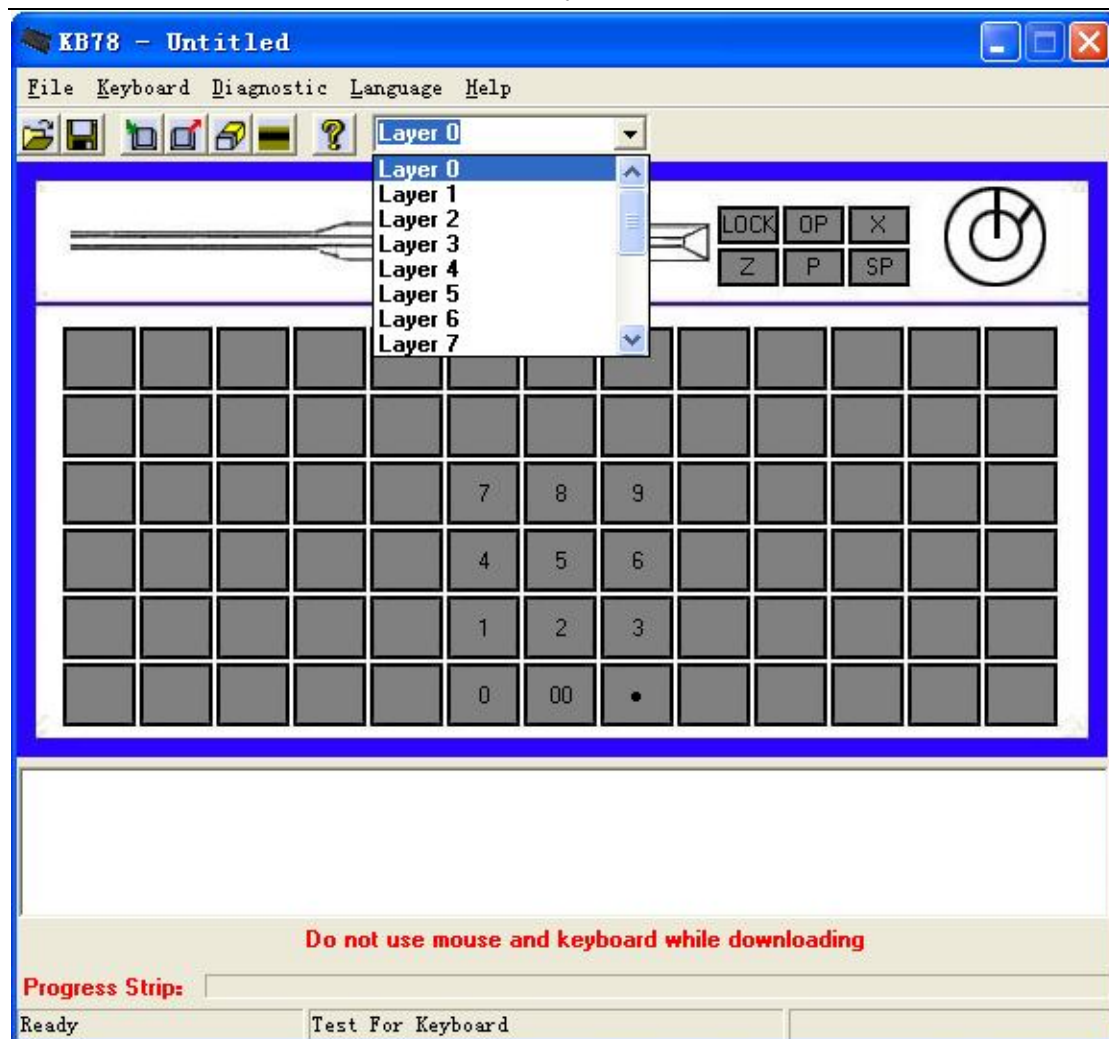 KB78 - Untitled
File Keyboard Diagnostic Language Help
Layer 0
Layer 0
Layer 1
Layer 2
Layer 3
Layer 4
Layer 5
Layer 6
Layer 7
LOCK OP X
Z P SP
7 8 9
4 5 6
1 2 3
0 00 •
Do not use mouse and keyboard while downloading
Progress Strip:
Ready Test For Keyboard